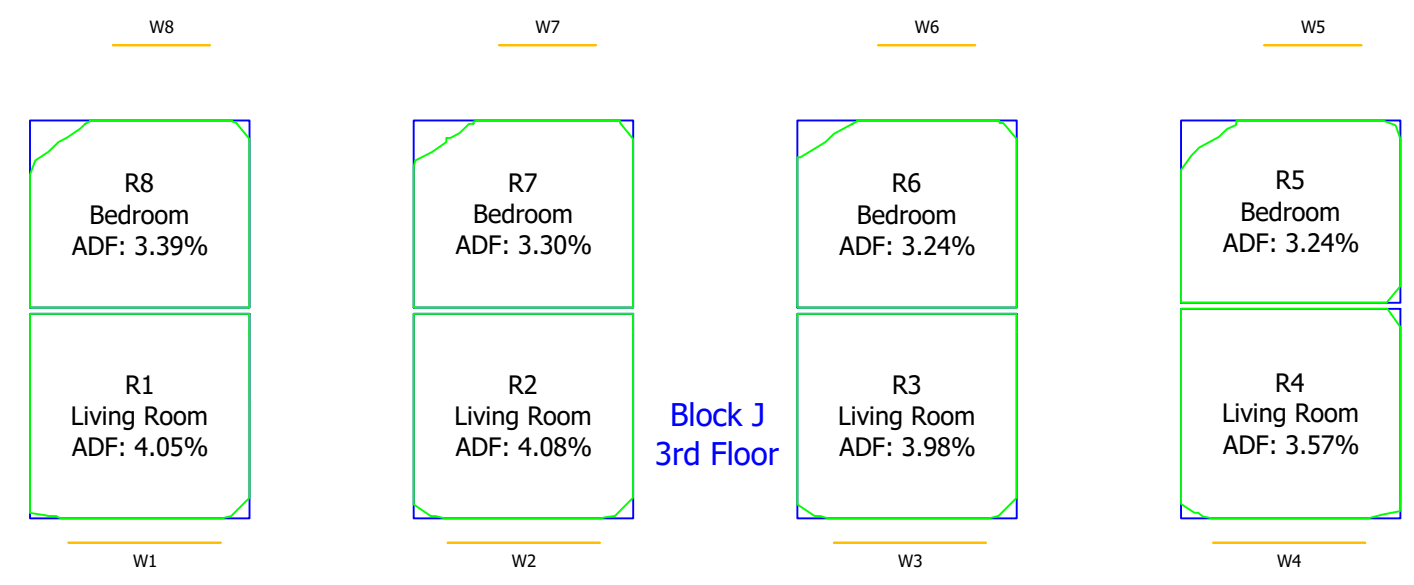 W8
W7
W6
W5
R8
Bedroom
ADF: 3.39%
R7
Bedroom
ADF: 3.30%
R6
Bedroom
ADF: 3.24%
R5
Bedroom
ADF: 3.24%
R1
Living Room
ADF: 4.05%
R2
Living Room
ADF: 4.08%
Block J
3rd Floor
R3
Living Room
ADF: 3.98%
R4
Living Room
ADF: 3.57%
W1
W2
W3
W4